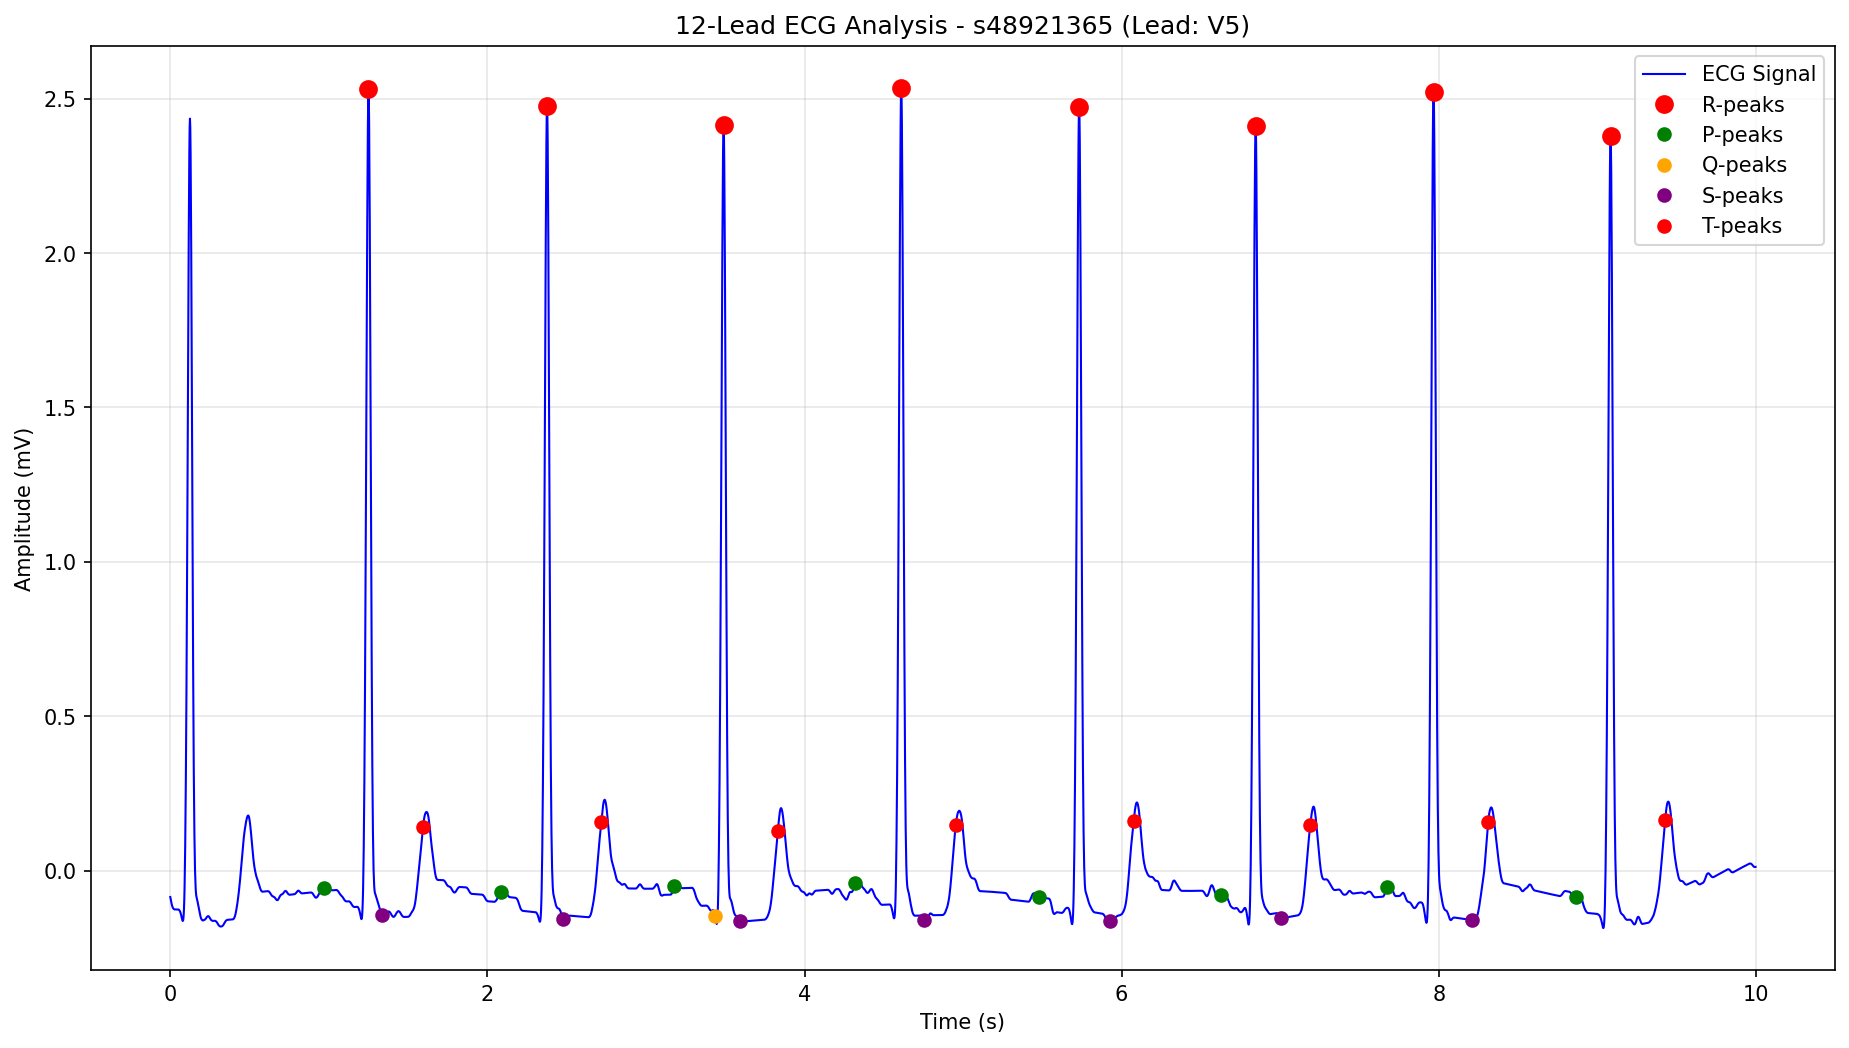 12-Lead ECG Analysis - s48921365 (Lead: V5)
ECG Signal
R-peaks
P-peaks
Q-peaks
S-peaks
T-peaks
Amplitude (mV)
2.5
2.0
1.5
1.0
0.5
0.0
0 2 4 6 8 10
Time (s)